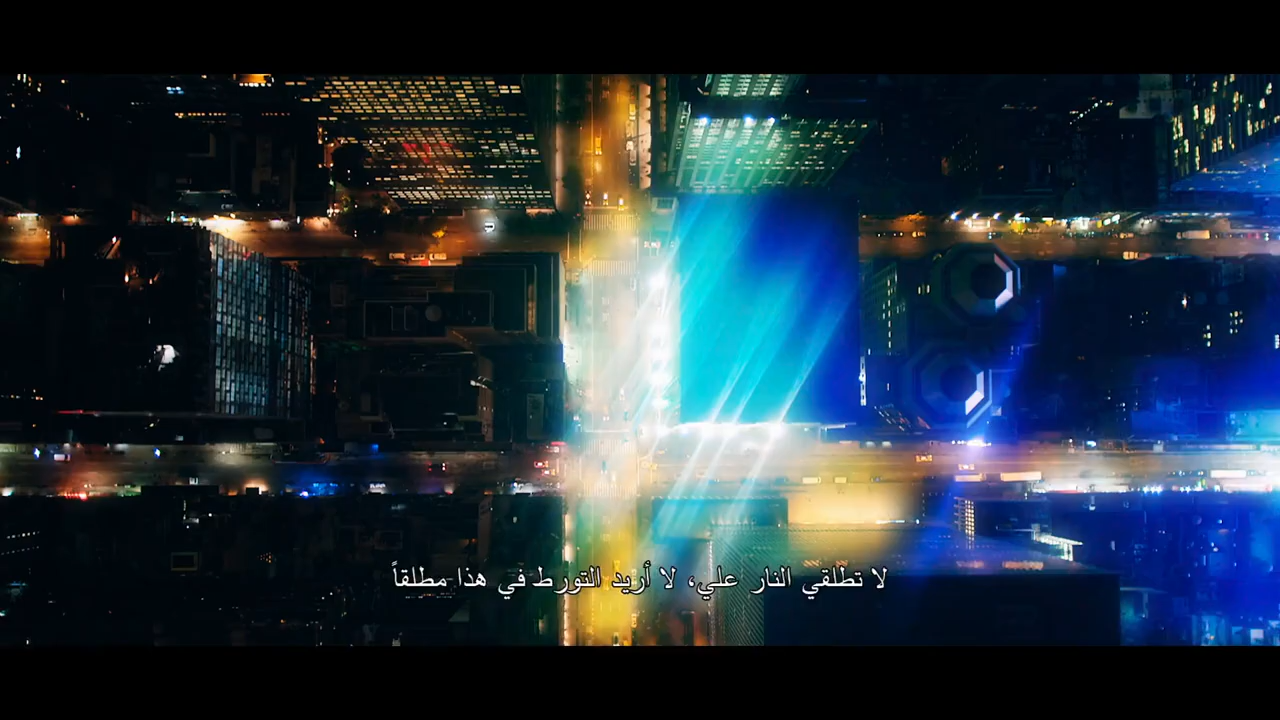 لا تطلقي النار علي، لا أريد التورط في هذا مطلقاً